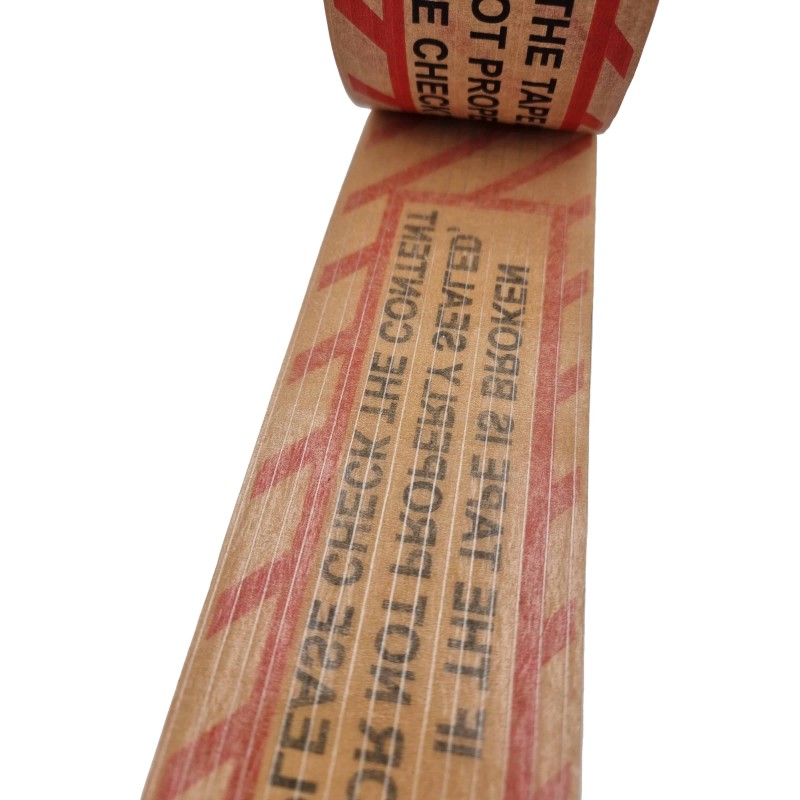 THE TAPE
OT PROPE
E CHECK
IF THE TAPE IS BROKEN
OR NOT PROPERLY SEALED,
LEASE CHECK THE CONTENT